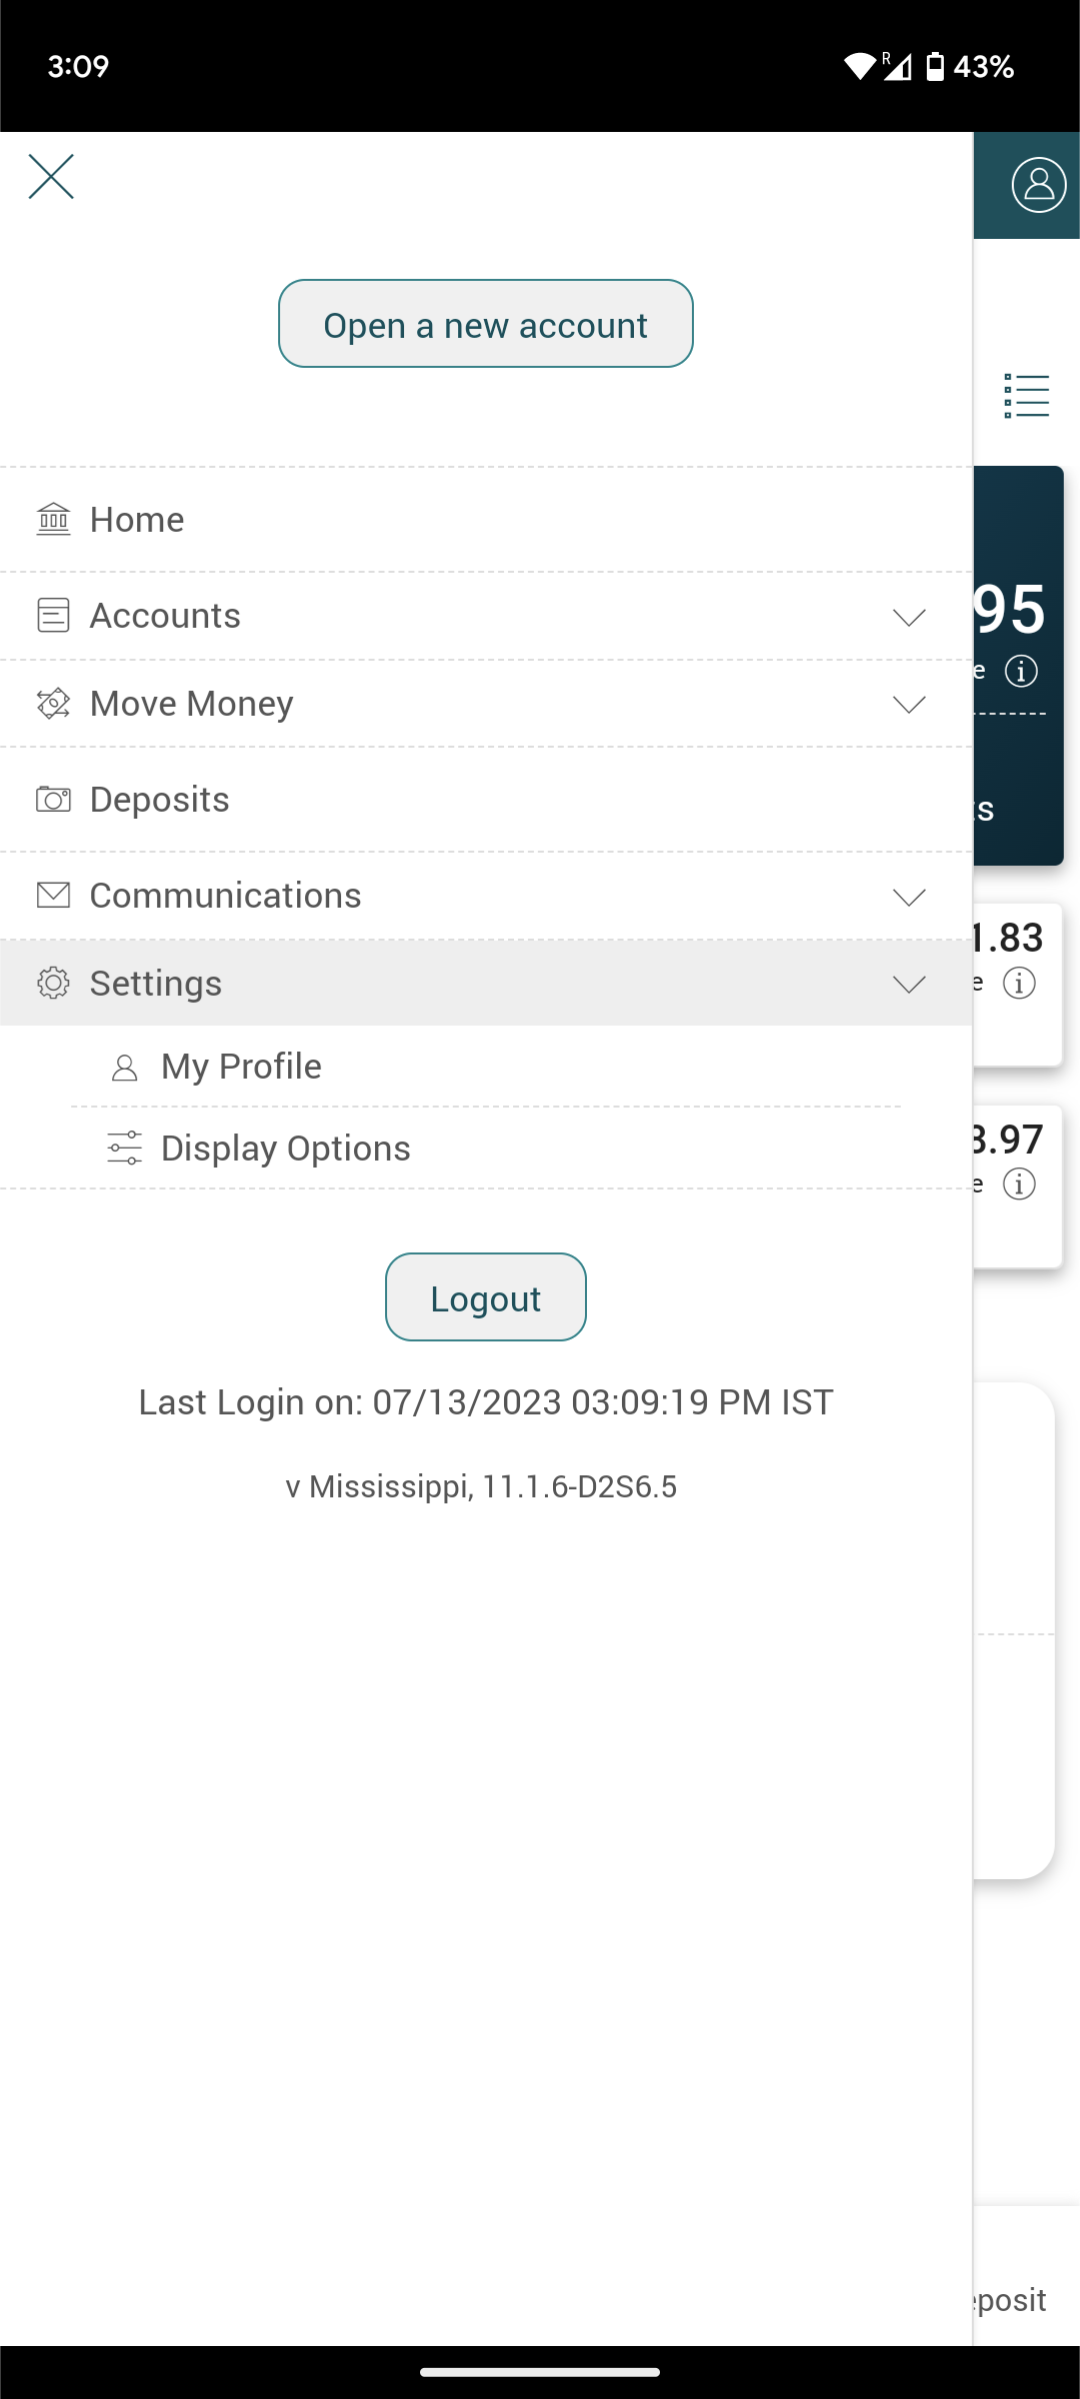 3:09
R 43%
Open a new account
Home
Accounts
95
e
Move Money
Deposits
s
Communications
1.83
Settings
e
My Profile
Display Options
3.97
e
Logout
Last Login on: 07/13/2023 03:09:19 PM IST
v Mississippi, 11.1.6-D2S6.5
eposit